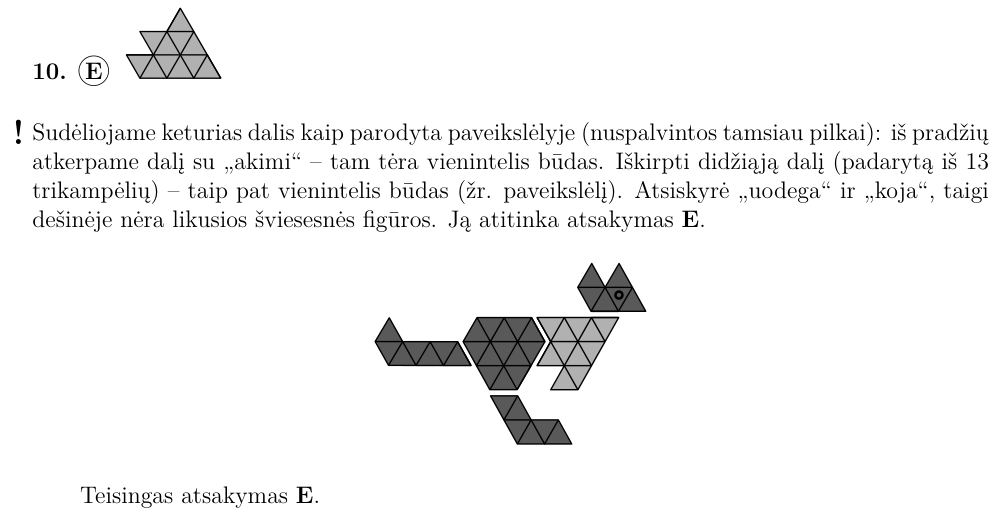 10. E
! Sudėliojame keturias dalis kaip parodyta paveikslėlyje (nuspalvintos tamsiau pilkai): iš pradžių
atkerpame dalį su „akimi“ – tam tėra vienintelis būdas. Iškirpti didžiąją dalį (padarytą iš 13
trikampėlių) – taip pat vienintelis būdas (žr. paveikslėlį). Atsiskyrė „uodega“ ir „koja“, taigi
dešinėje nėra likusios šviesesnės figūros. Ją atitinka atsakymas E.
Teisingas atsakymas E.